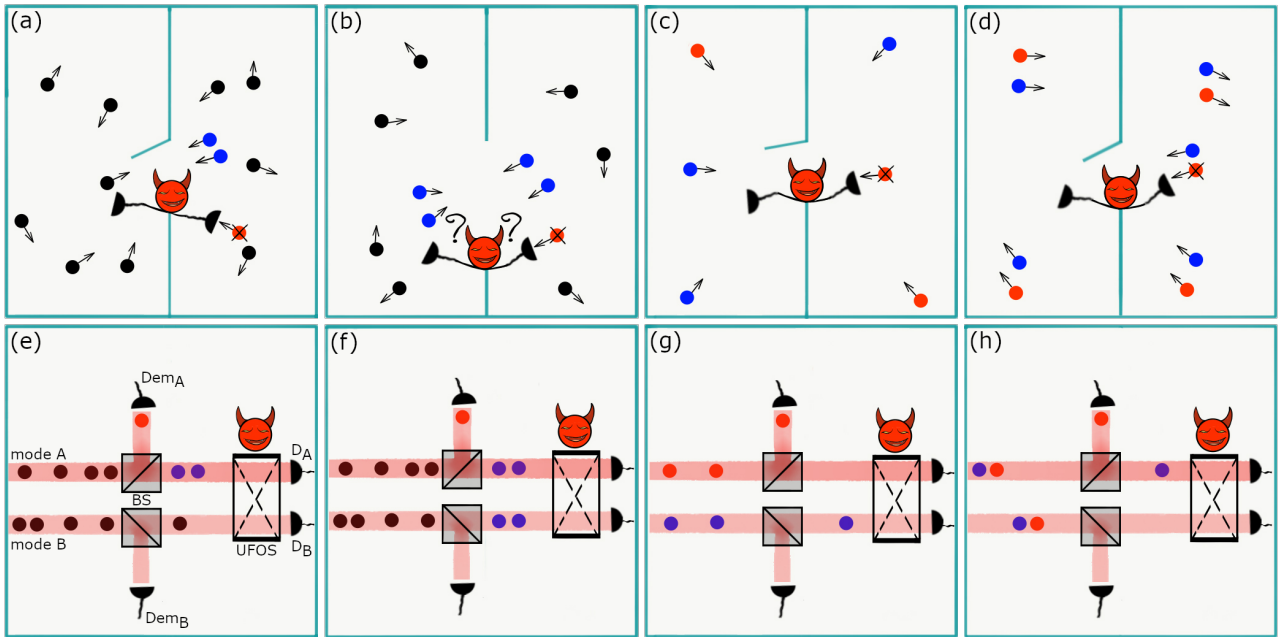 (a)
(b)
(c)
(d)
? ?
(e)
(f)
(g)
(h)
Dem_A
mode A
D_A
BS
mode B
UFOS
D_B
Dem_B